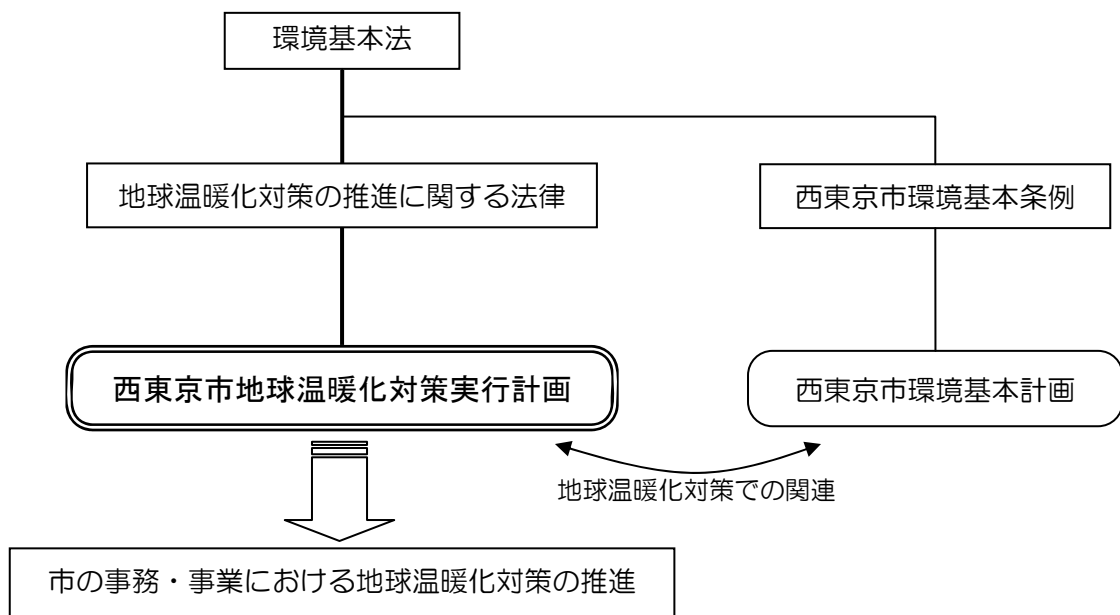 環境基本法
地球温暖化対策の推進に関する法律
西東京市環境基本条例
西東京市地球温暖化対策実行計画
西東京市環境基本計画
地球温暖化対策での関連
市の事務・事業における地球温暖化対策の推進